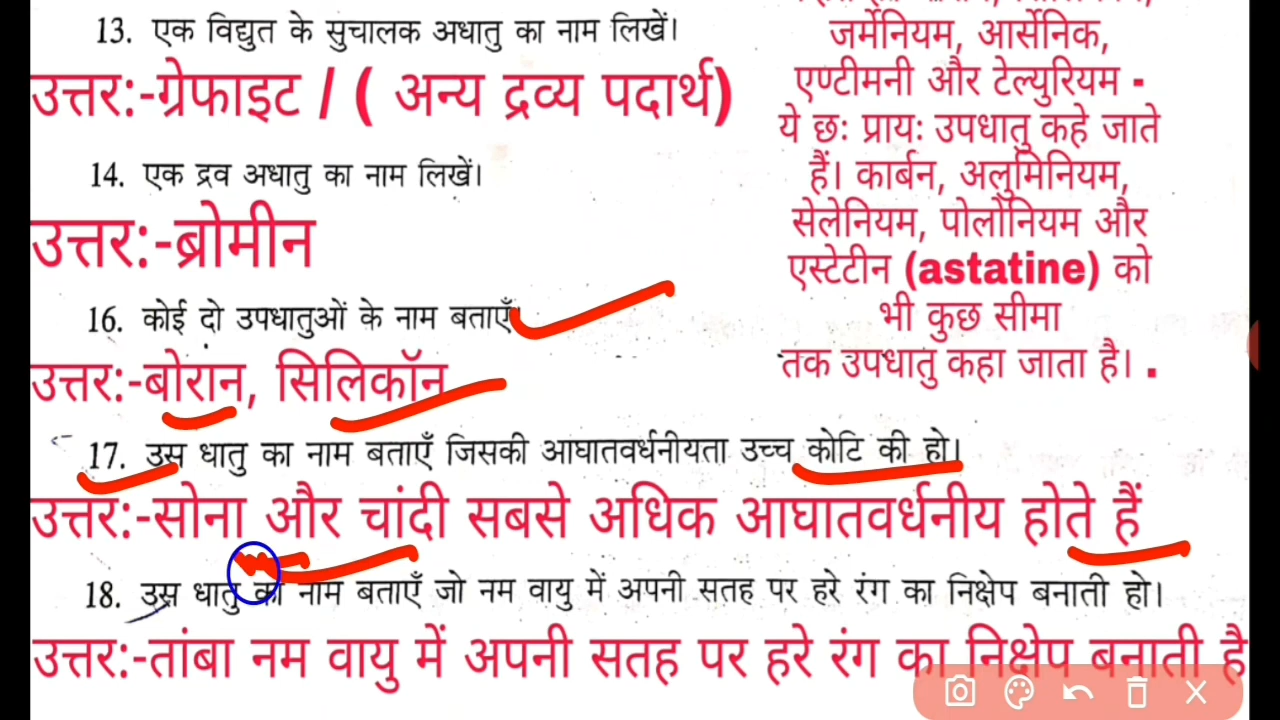 13. एक विद्युत के सुचालक अधातु का नाम लिखें।
उत्तर:-ग्रेफाइट / ( अन्य द्रव्य पदार्थ)
14. एक द्रव अधातु का नाम लिखें।
उत्तर:-ब्रोमीन
16. कोई दो उपधातुओं के नाम बताएँ।
उत्तर:-बोरान, सिलिकॉन
17. उस धातु का नाम बताएँ जिसकी आघातवर्धनीयता उच्च कोटि की हो।
उत्तर:-सोना और चांदी सबसे अधिक आघातवर्धनीय होते हैं
18. उस धातु का नाम बताएँ जो नम वायु में अपनी सतह पर हरे रंग का निक्षेप बनाती हो।
उत्तर:-तांबा नम वायु में अपनी सतह पर हरे रंग का निक्षेप बनाती है
जर्मेनियम, आर्सेनिक,
एण्टीमनी और टेल्युरियम -
ये छः प्रायः उपधातु कहे जाते
हैं। कार्बन, अलुमिनियम,
सेलेनियम, पोलोनियम और
एस्टेटीन (astatine) को
भी कुछ सीमा
तक उपधातु कहा जाता है। .